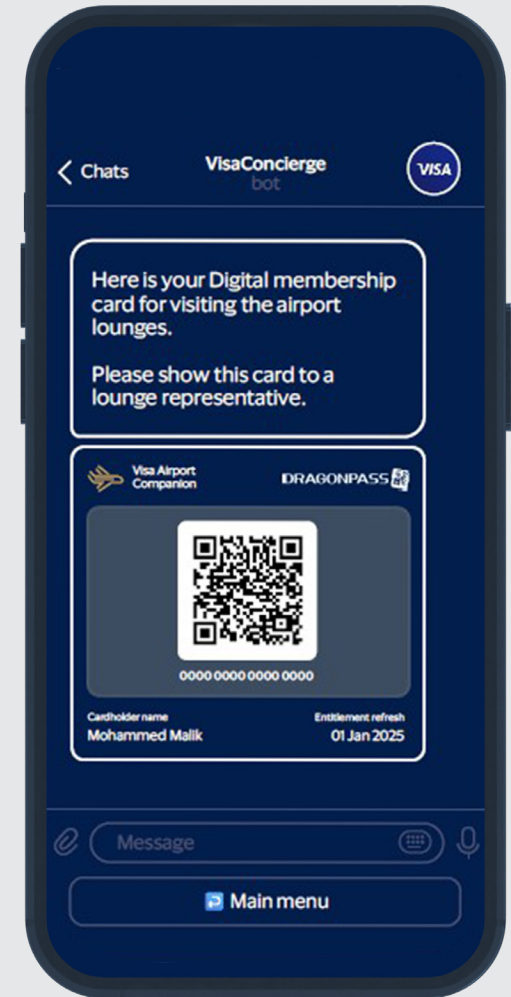 Chats
VisaConcierge
bot
VISA
Here is your Digital membership
card for visiting the airport
lounges.
Please show this card to a
lounge representative.
Visa Airport
Companion
DRAGONPASS
0000 0000 0000 0000
Cardholder name
Mohammed Malik
Entitlement refresh
01 Jan 2025
Message
Main menu